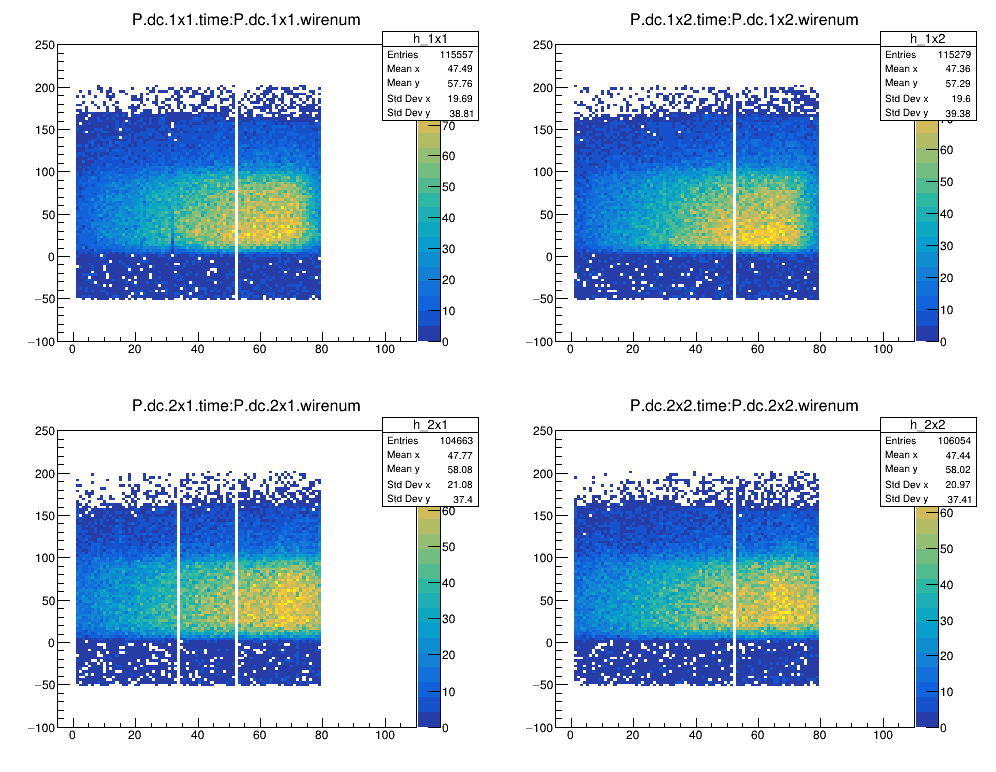 P.dc.1x1.time:P.dc.1x1.wirenum
h_1x1
Entries 115557
Mean x 47.49
Mean y 57.76
Std Dev x 19.69
Std Dev y 38.81
250
200
150
100
50
0
−50
−100
0 20 40 60 80 100
70
60
50
40
30
20
10
0
P.dc.1x2.time:P.dc.1x2.wirenum
h_1x2
Entries 115279
Mean x 47.36
Mean y 57.29
Std Dev x 19.6
Std Dev y 39.38
250
200
150
100
50
0
−50
−100
0 20 40 60 80 100
60
50
40
30
20
10
0
P.dc.2x1.time:P.dc.2x1.wirenum
h_2x1
Entries 104663
Mean x 47.77
Mean y 58.08
Std Dev x 21.08
Std Dev y 37.4
250
200
150
100
50
0
−50
−100
0 20 40 60 80 100
60
50
40
30
20
10
0
P.dc.2x2.time:P.dc.2x2.wirenum
h_2x2
Entries 106054
Mean x 47.44
Mean y 58.02
Std Dev x 20.97
Std Dev y 37.41
250
200
150
100
50
0
−50
−100
0 20 40 60 80 100
60
50
40
30
20
10
0